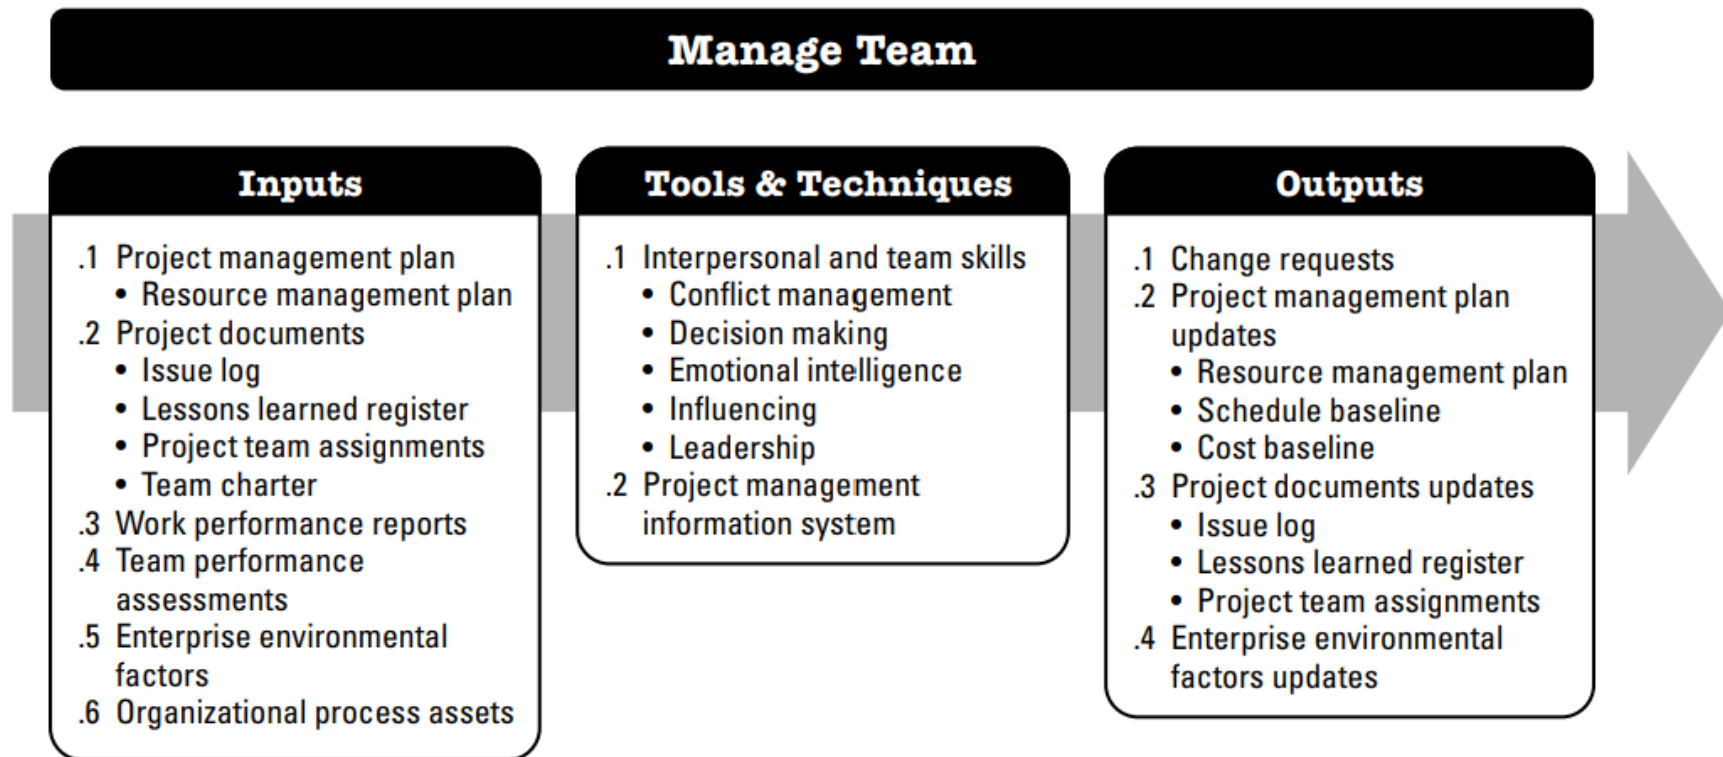 Manage Team
Inputs
.1 Project management plan
• Resource management plan
.2 Project documents
• Issue log
• Lessons learned register
• Project team assignments
• Team charter
.3 Work performance reports
.4 Team performance
assessments
.5 Enterprise environmental
factors
.6 Organizational process assets
Tools & Techniques
.1 Interpersonal and team skills
• Conflict management
• Decision making
• Emotional intelligence
• Influencing
• Leadership
.2 Project management
information system
Outputs
.1 Change requests
.2 Project management plan
updates
• Resource management plan
• Schedule baseline
• Cost baseline
.3 Project documents updates
• Issue log
• Lessons learned register
• Project team assignments
.4 Enterprise environmental
factors updates